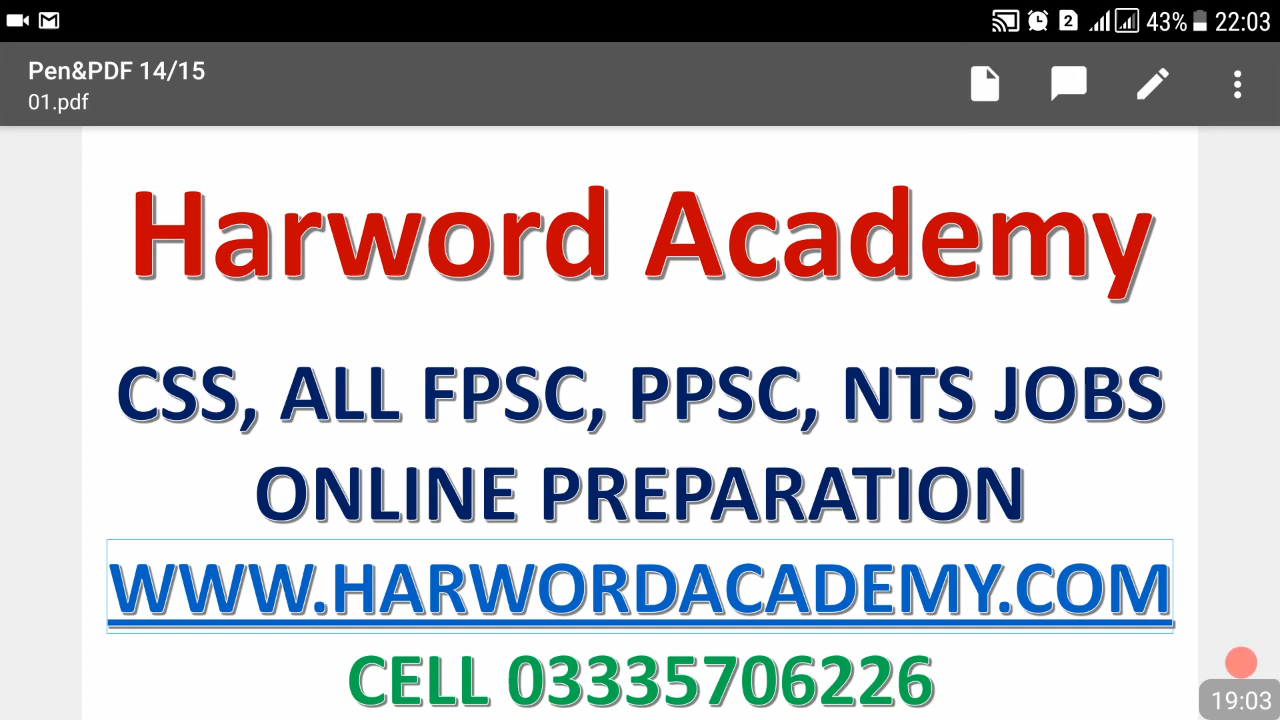 2 43% 22:03
Pen&PDF 14/15
01.pdf
Harword Academy
CSS, ALL FPSC, PPSC, NTS JOBS
ONLINE PREPARATION
WWW.HARWORDACADEMY.COM
CELL 03335706226
19:03